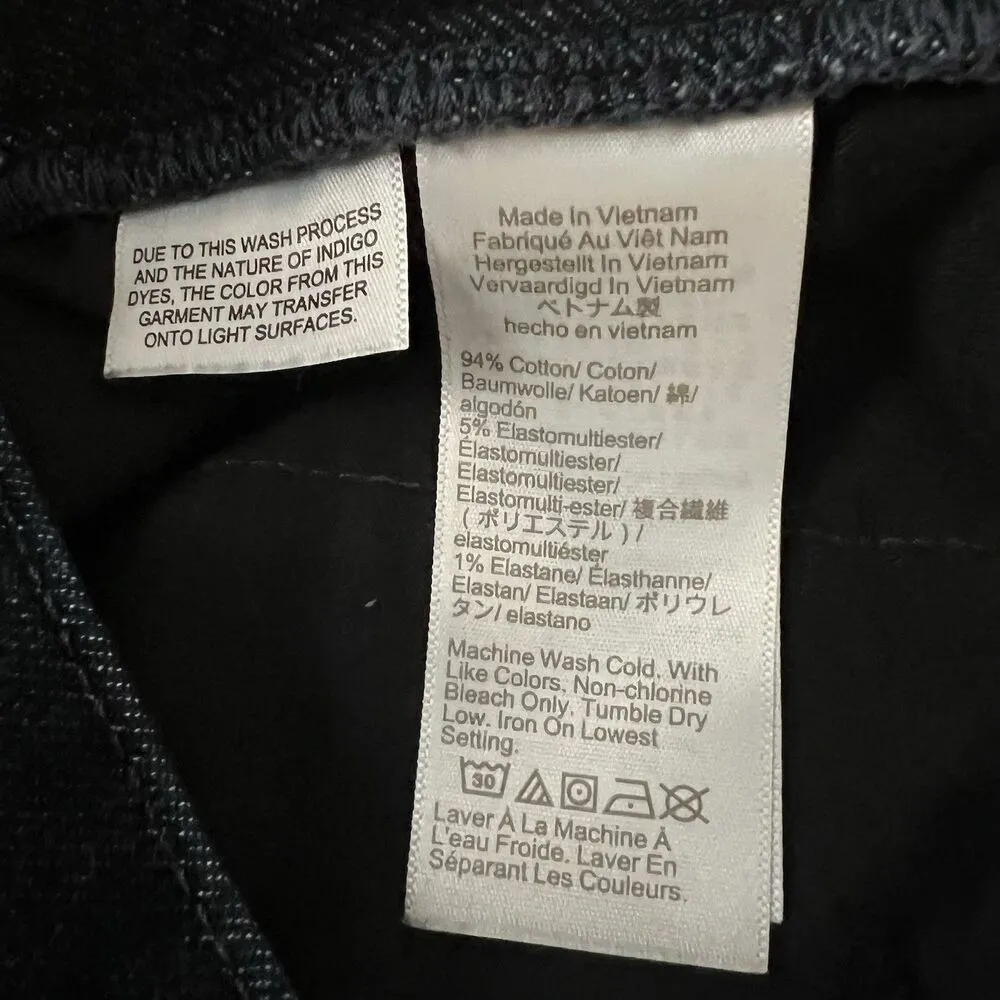 DUE TO THIS WASH PROCESS
AND THE NATURE OF INDIGO
DYES, THE COLOR FROM THIS
GARMENT MAY TRANSFER
ONTO LIGHT SURFACES.
Made In Vietnam
Fabriqué Au Viêt Nam
Hergestellt In Vietnam
Vervaardigd In Vietnam
ベトナム製
hecho en vietnam
94% Cotton/ Coton/
Baumwolle/ Katoen/ 綿/
algodón
5% Elastomultiester/
Élastomultiester/
Elastomultiester/
Elastomulti-ester/ 複合繊維
( ポリエステル ) /
elastomultiéster
1% Elastane/ Élasthanne/
Elastan/ Elastaan/ ポリウレ
タン/ elastano
Machine Wash Cold, With
Like Colors, Non-chlorine
Bleach Only. Tumble Dry
Low. Iron On Lowest
Setting.
30
Laver À La Machine À
L'eau Froide. Laver En
Séparant Les Couleurs.